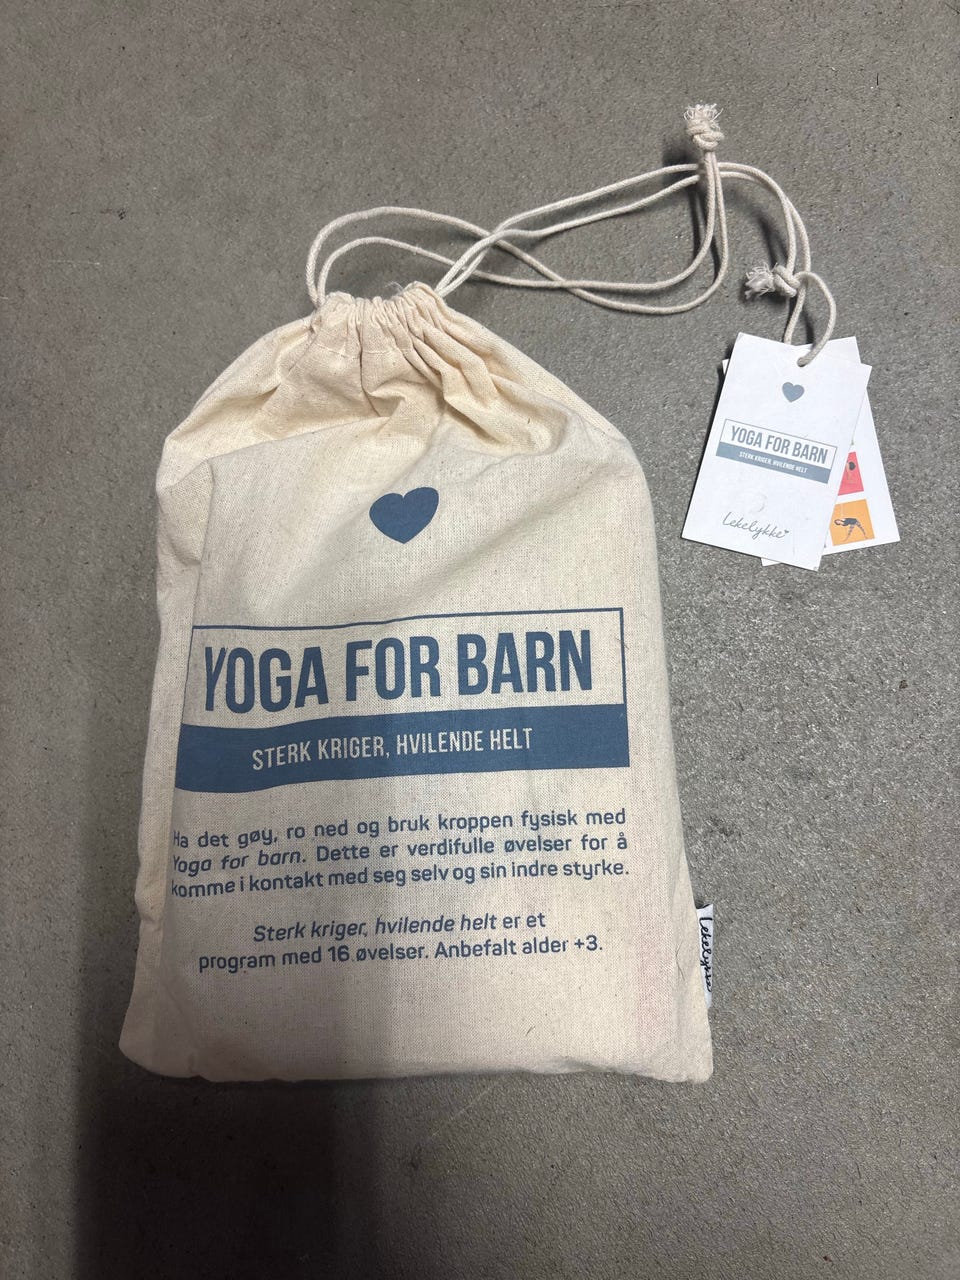 YOGA FOR BARN
STERK KRIGER, HVILENDE HELT
Ha det gøy, ro ned og bruk kroppen fysisk med
Yoga for barn. Dette er verdifulle øvelser for å
komme i kontakt med seg selv og sin indre styrke.
Sterk kriger, hvilende helt er et
program med 16 øvelser. Anbefalt alder +3.
Lekelykke
YOGA FOR BARN
STERK KRIGER, HVILENDE HELT
Lekelykke